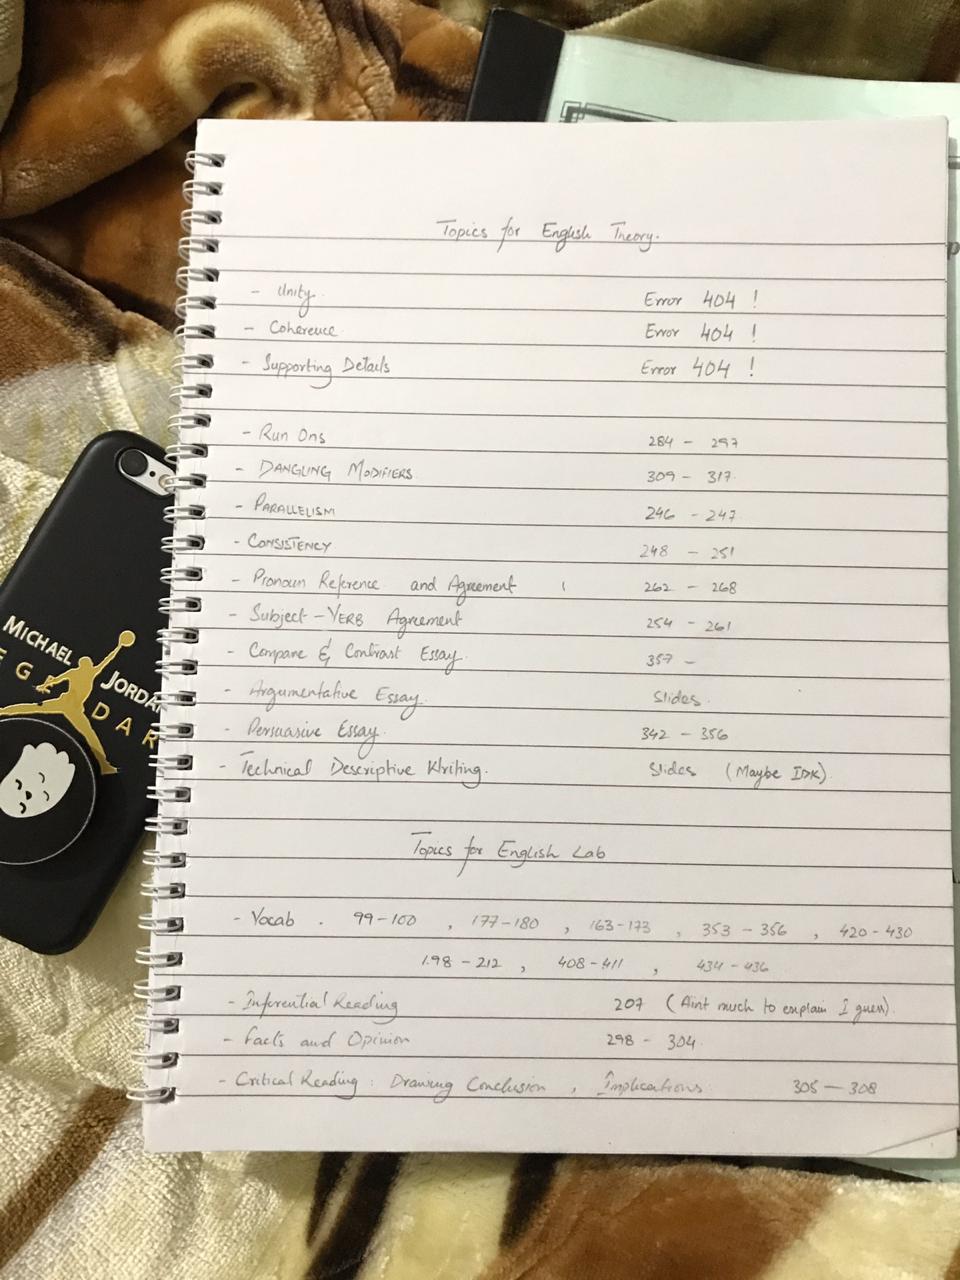 Topics for English Theory.
- Unity. Error 404 !
- Coherence. Error 404 !
- Supporting Details Error 404 !
- Run Ons 284 - 297
- DANGLING MODIFIERS. 309 - 317.
- PARALLELISM 246 - 247
- CONSISTENCY 248 - 251
- Pronoun Reference and Agreement 262 - 268
- Subject - VERB Agreement 254 - 261
- Compare & Contrast Essay. 357 -
- Argumentative Essay. Slides.
- Persuasive Essay. 342 - 356
- Technical Descriptive Writing. Slides (Maybe IDK).
Topics for English Lab
- Vocab . 99-100 , 177-180 , 163-173 , 353 - 356 , 420 - 430
198 - 212 , 408-411 , 434-436
- Inferential Reading 207 (Aint much to explain I guess).
- Facts and Opinion 298 - 304.
- Critical Reading : Drawing Conclusion , Implications. 305 - 308
MICHAEL
JORDAN